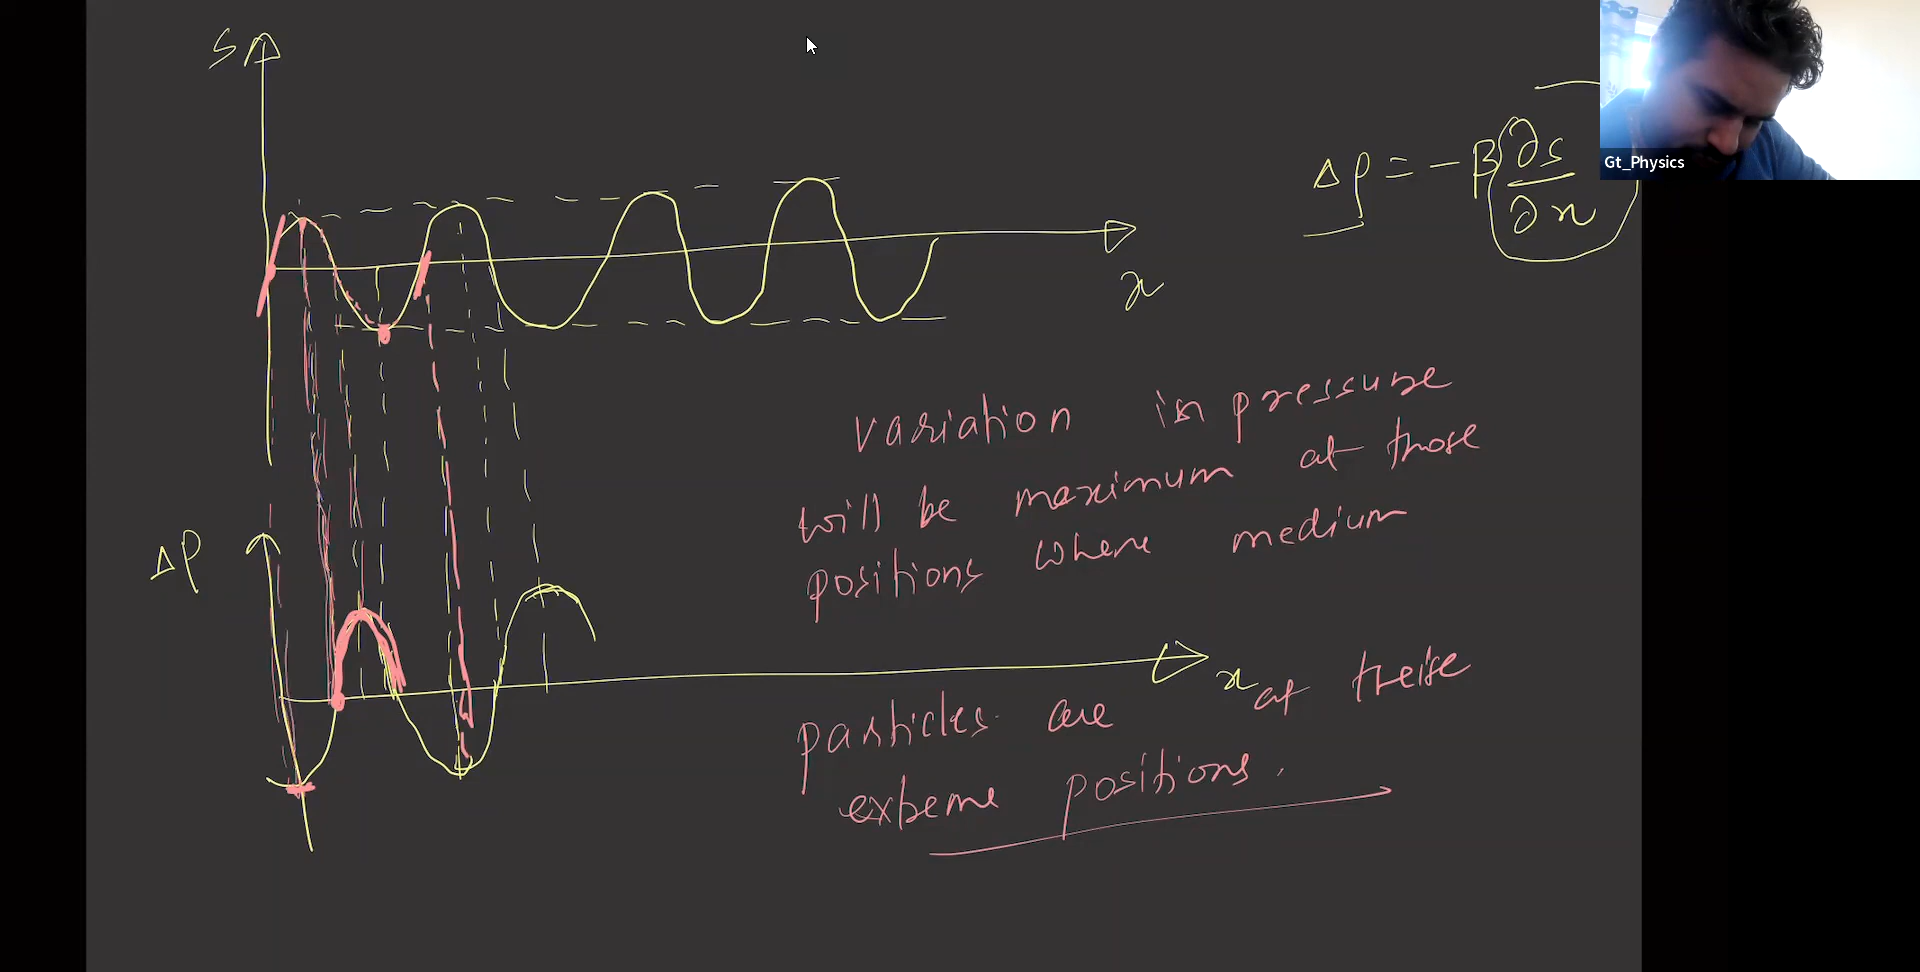 S
Δp = - β ∂s
∂x
Gt_Physics
x
variation in pressure
will be maximum at those
positions where medium
ΔP
x
particles are at their
extreme positions.